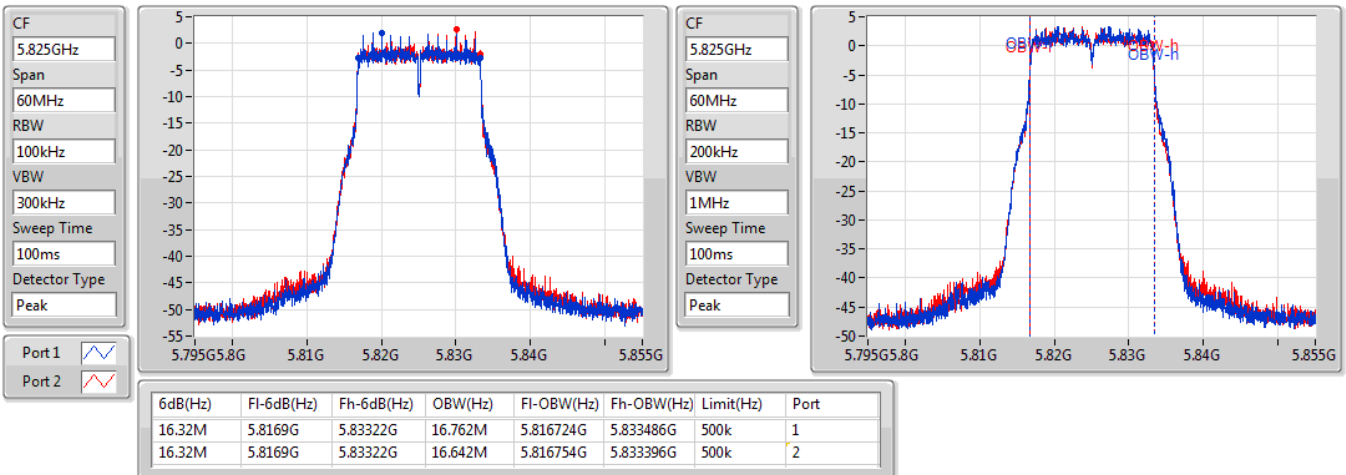 CF
5.825GHz
Span
60MHz
RBW
100kHz
VBW
300kHz
Sweep Time
100ms
Detector Type
Peak
Port 1
Port 2
5
0
-5
-10
-15
-20
-25
-30
-35
-40
-45
-50
-55
5.795G 5.8G 5.81G 5.82G 5.83G 5.84G 5.855G
CF
5.825GHz
Span
60MHz
RBW
200kHz
VBW
1MHz
Sweep Time
100ms
Detector Type
Peak
5
0
-5
-10
-15
-20
-25
-30
-35
-40
-45
-50
OBW-h
OBW-h
5.795G 5.8G 5.81G 5.82G 5.83G 5.84G 5.855G
6dB(Hz) Fl-6dB(Hz) Fh-6dB(Hz) OBW(Hz) Fl-OBW(Hz) Fh-OBW(Hz) Limit(Hz) Port
16.32M 5.8169G 5.83322G 16.762M 5.816724G 5.833486G 500k 1
16.32M 5.8169G 5.83322G 16.642M 5.816754G 5.833396G 500k 2